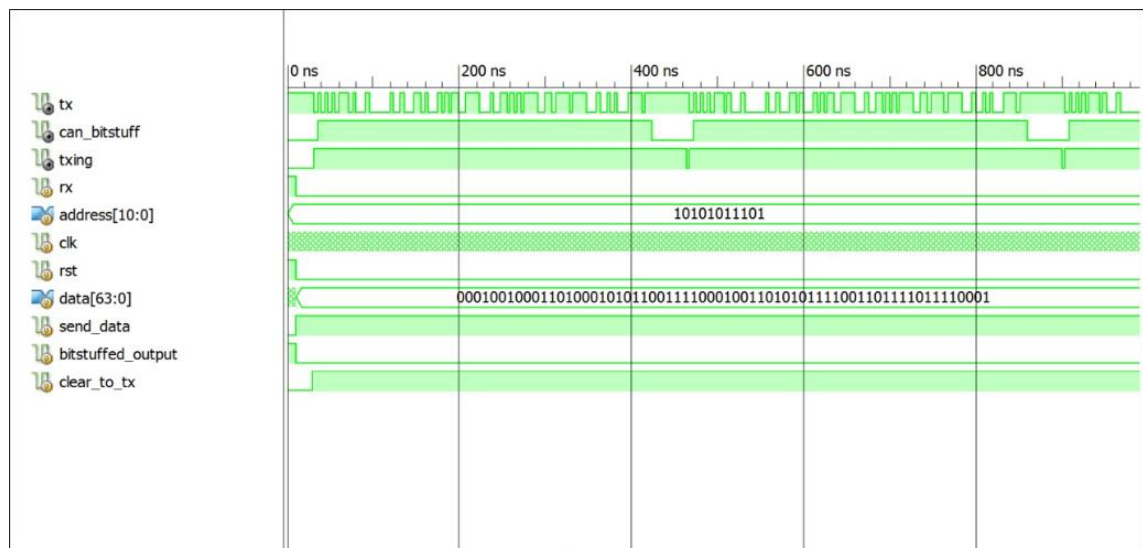 0 ns 200 ns 400 ns 600 ns 800 ns
tx
can_bitstuff
txing
rx
address[10:0] 10101011101
clk
rst
data[63:0] 0001001000110100010101100111100010011010101111001101111011110001
send_data
bitstuffed_output
clear_to_tx